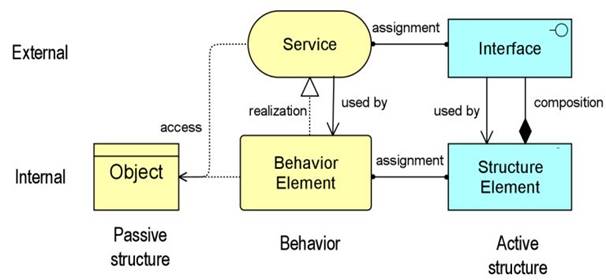 External
Service
assignment
Interface
realization
used by
used by
composition
access
Internal
Object
Behavior
Element
assignment
Structure
Element
Passive
structure
Behavior
Active
structure